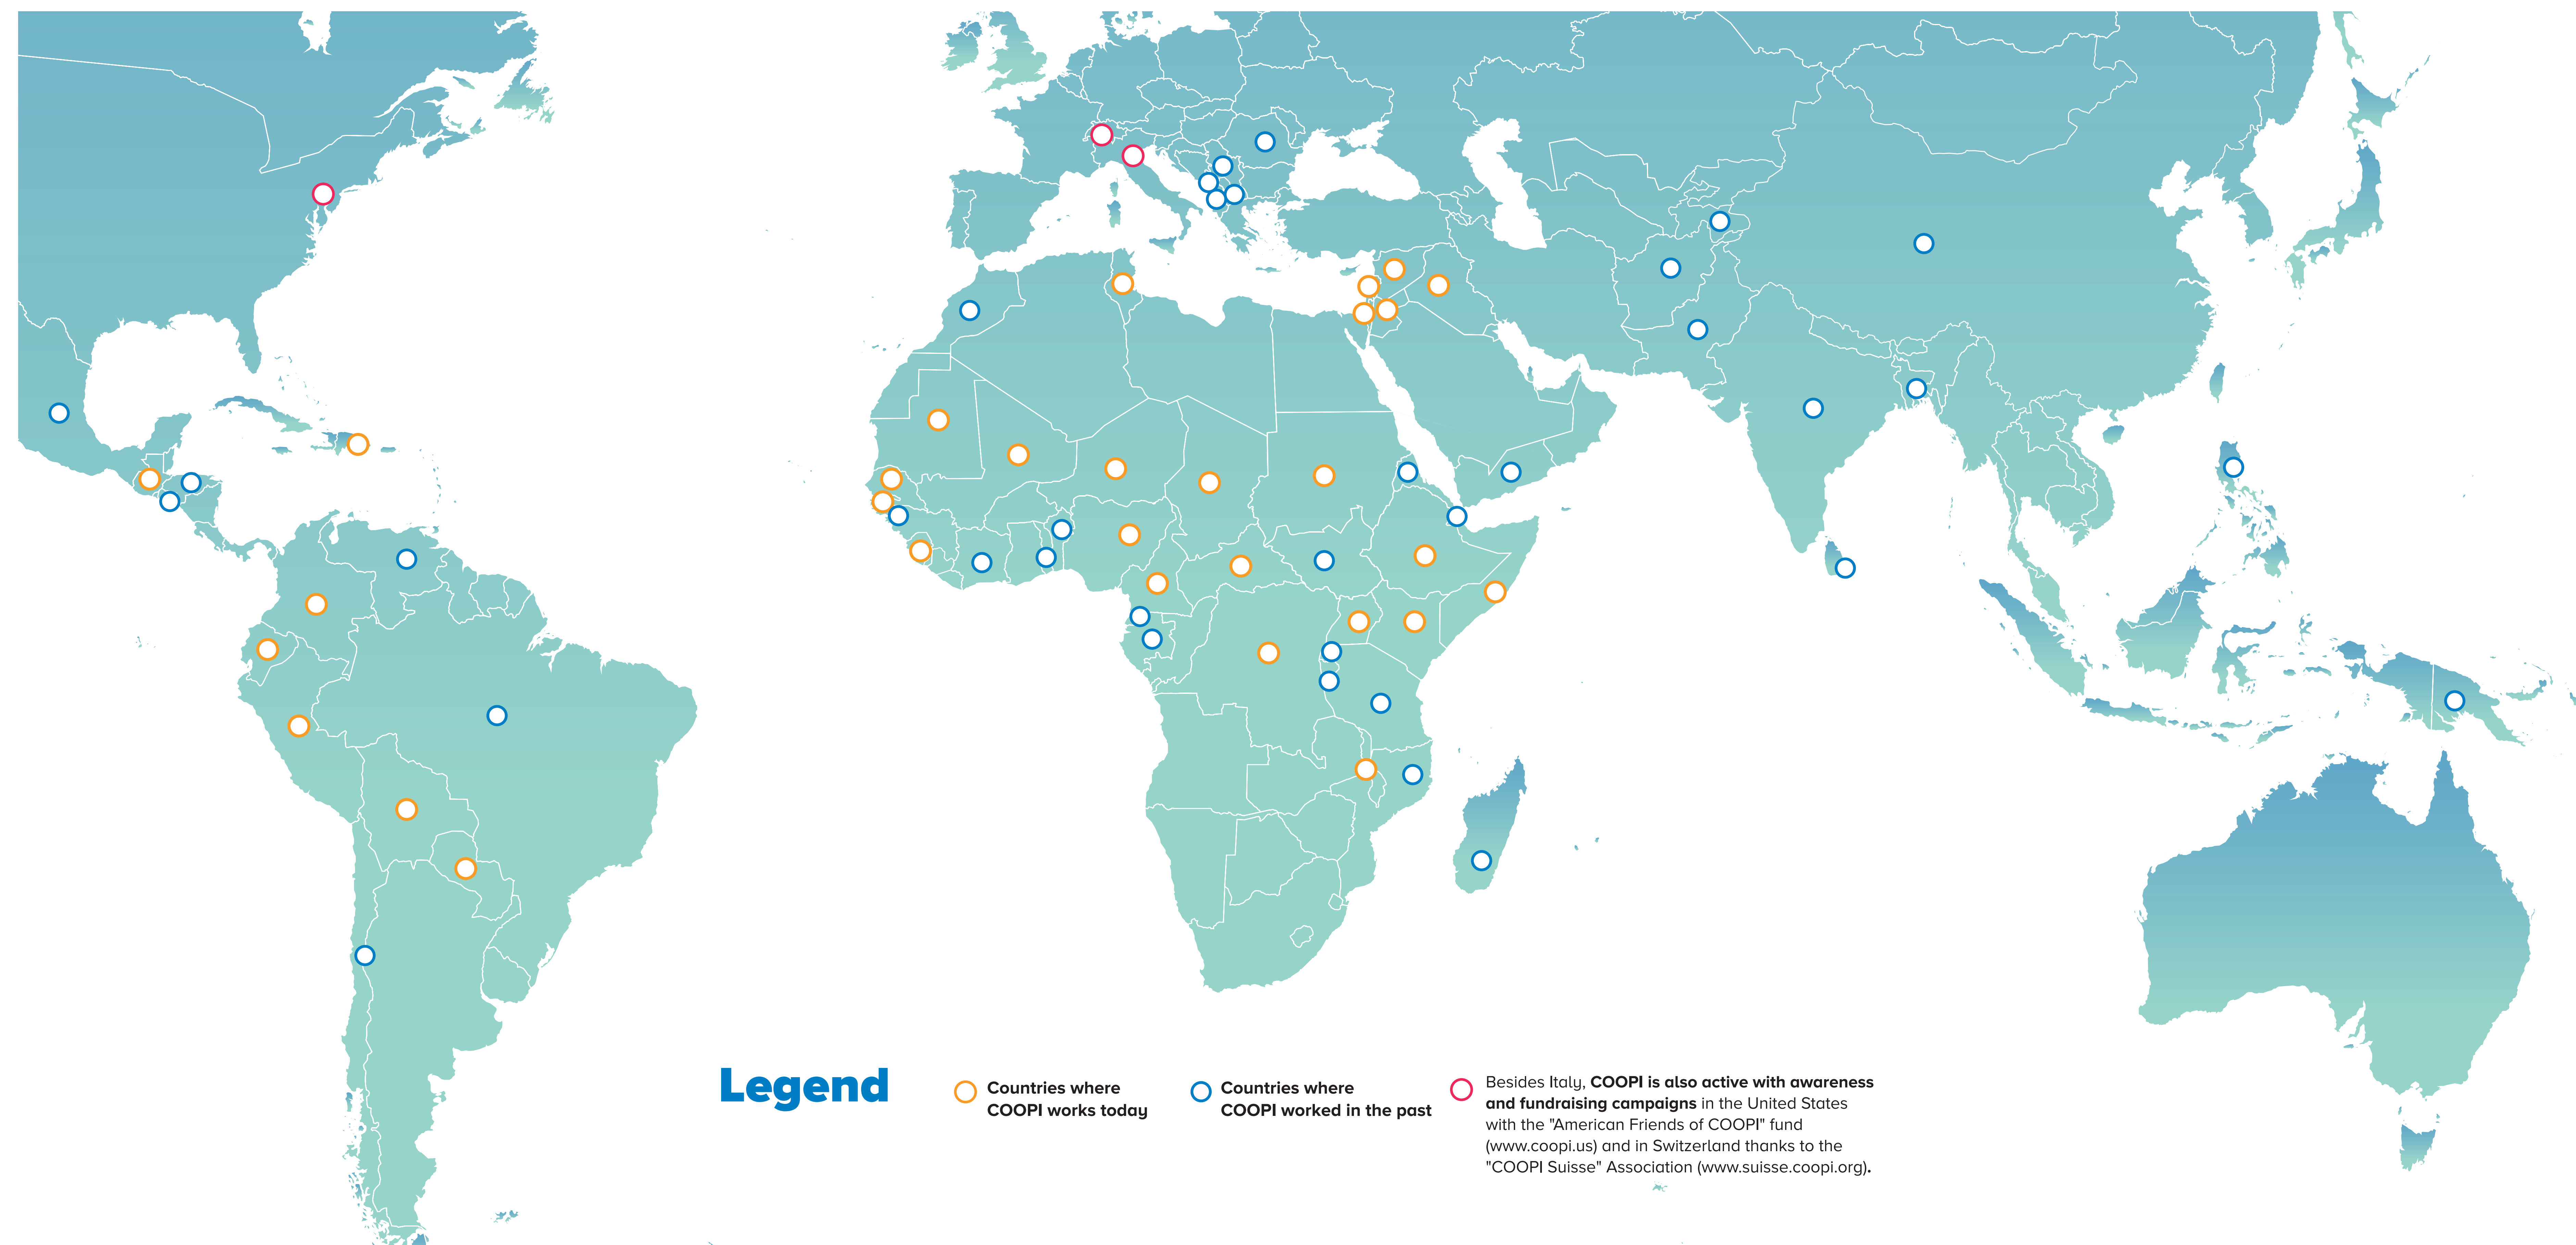 Legend
Countries where
COOPI works today
Countries where
COOPI worked in the past
Besides Italy, COOPI is also active with awareness
and fundraising campaigns in the United States
with the "American Friends of COOPI" fund
(www.coopi.us) and in Switzerland thanks to the
"COOPI Suisse" Association (www.suisse.coopi.org).